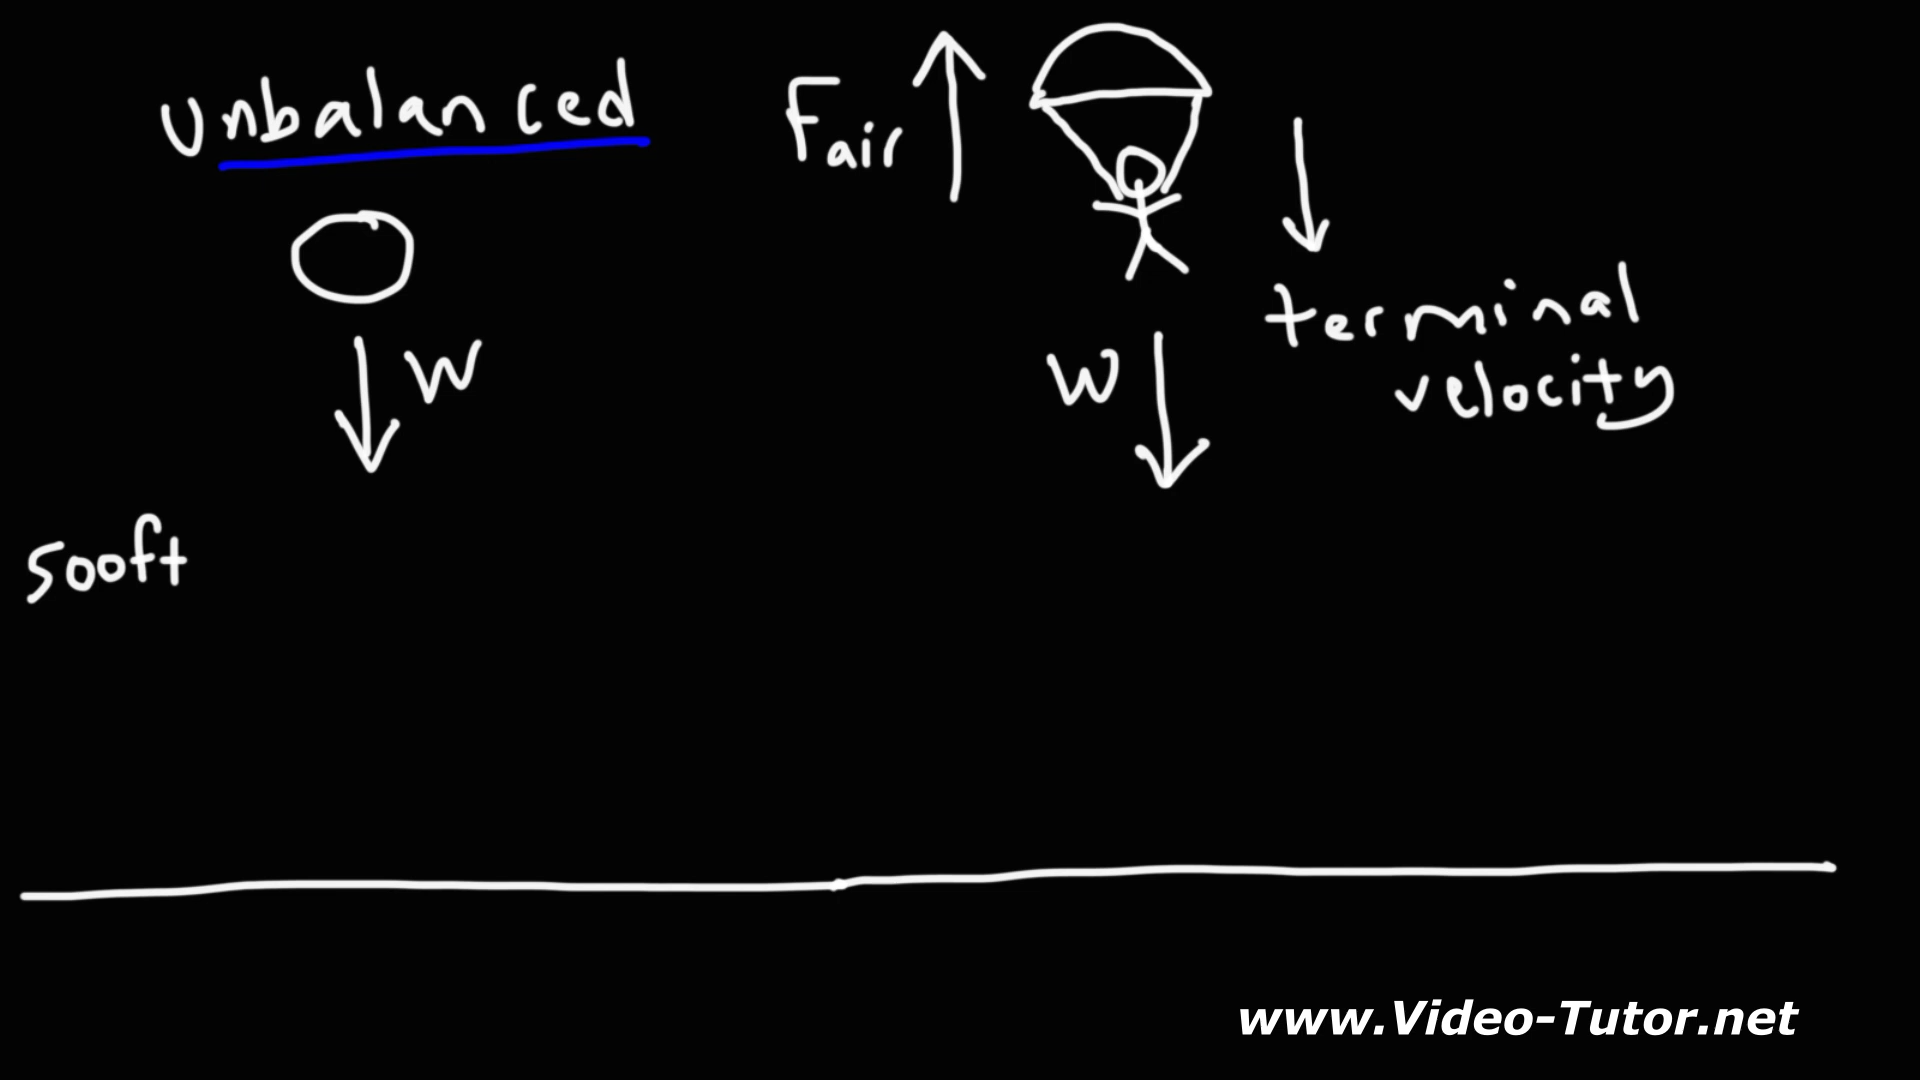 Unbalanced
Fair
W
W
terminal
velocity
500ft
www.Video-Tutor.net